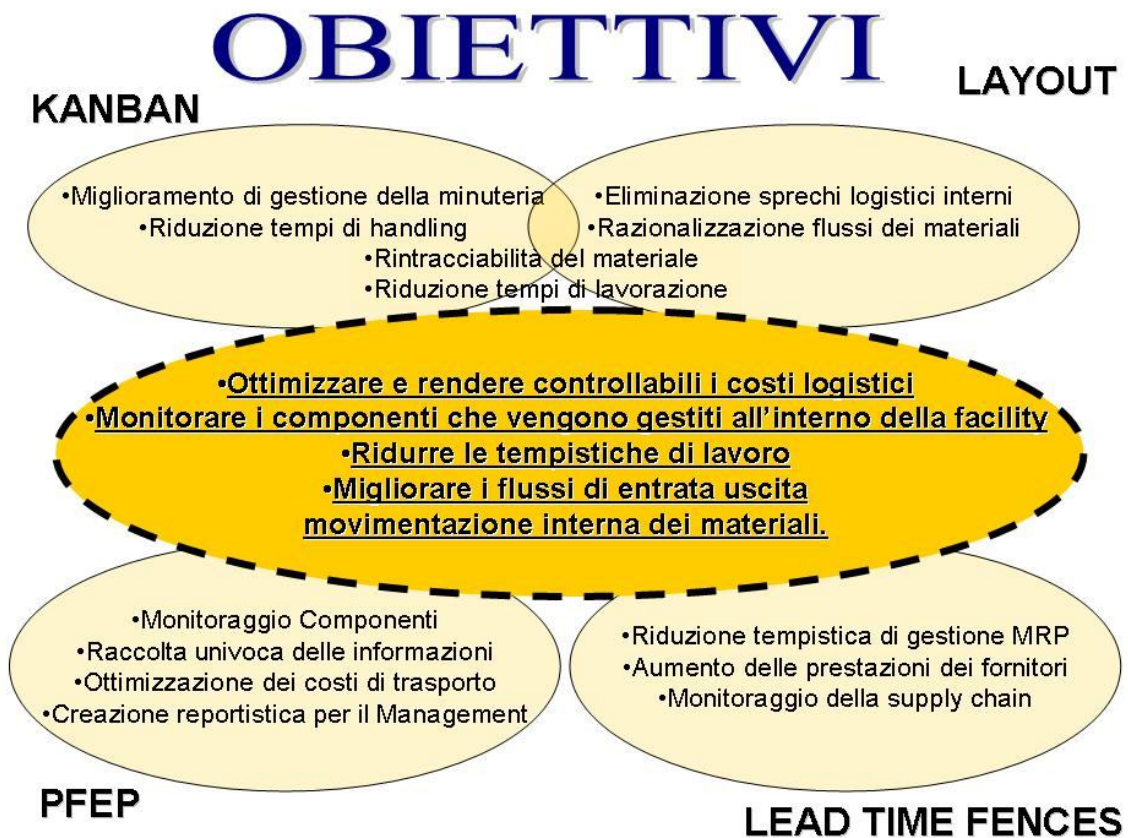 OBIETTIVI
KANBAN
LAYOUT
•Miglioramento di gestione della minuteria
•Riduzione tempi di handling
•Eliminazione sprechi logistici interni
•Razionalizzazione flussi dei materiali
•Rintracciabilità del materiale
•Riduzione tempi di lavorazione
•Ottimizzare e rendere controllabili i costi logistici
•Monitorare i componenti che vengono gestiti all'interno della facility
•Ridurre le tempistiche di lavoro
•Migliorare i flussi di entrata uscita
movimentazione interna dei materiali.
•Monitoraggio Componenti
•Raccolta univoca delle informazioni
•Ottimizzazione dei costi di trasporto
•Creazione reportistica per il Management
•Riduzione tempistica di gestione MRP
•Aumento delle prestazioni dei fornitori
•Monitoraggio della supply chain
PFEP
LEAD TIME FENCES